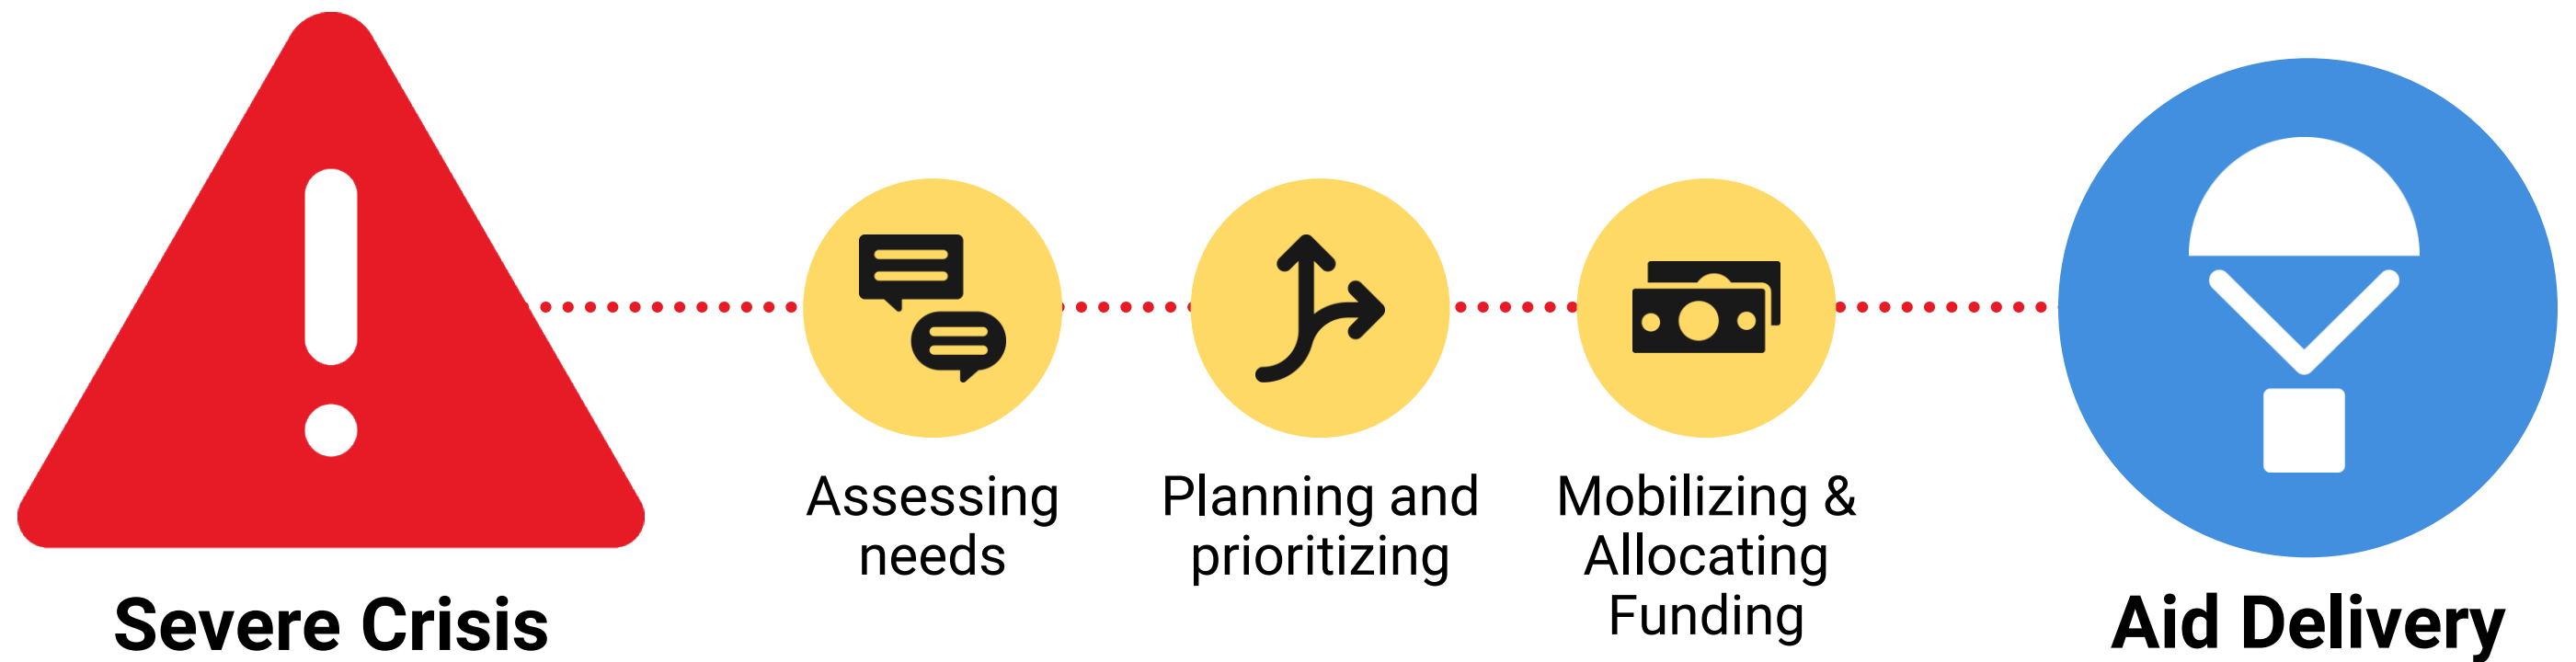 Assessing
needs
Planning and
prioritizing
Mobilizing &
Allocating
Funding
Severe Crisis
Aid Delivery